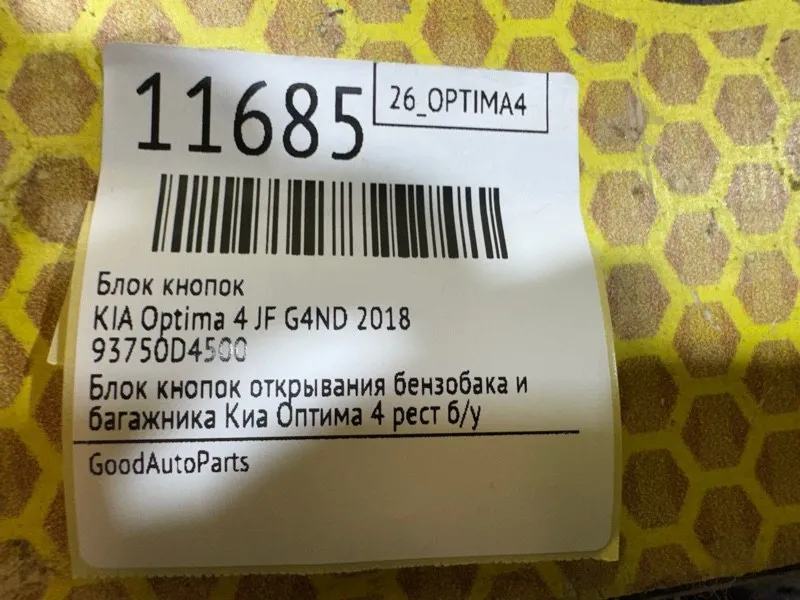 11685
26_OPTIMA4
Блок кнопок
KIA Optima 4 JF G4ND 2018
93750D4500
Блок кнопок открывания бензобака и
багажника Киа Оптима 4 рест б/у
GoodAutoParts